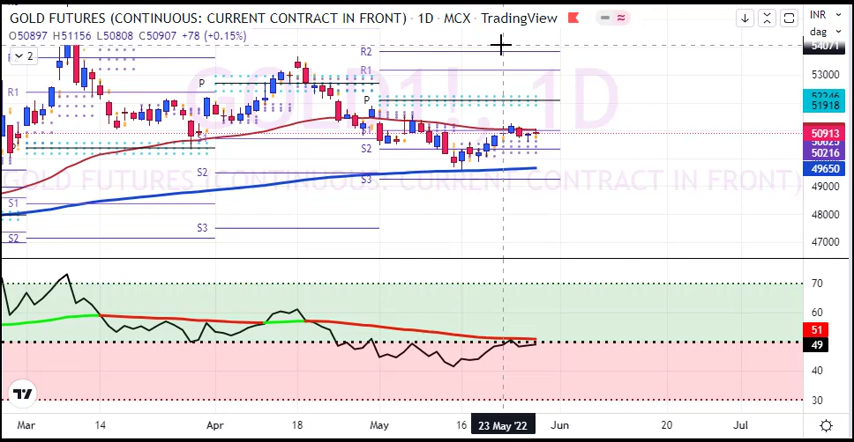 GOLD FUTURES (CONTINUOUS: CURRENT CONTRACT IN FRONT) · 1D · MCX · TradingView
O50897 H51156 L50808 C50907 +78 (+0.15%)
2
INR
dag
54071
53000
52246
51918
50913
50216
49650
49000
48000
47000
GOLD1!, 1D
GOLD FUTURES (CONTINUOUS: CURRENT CONTRACT IN FRONT)
R1
S1
S2
P
S2
S3
R2
R1
P
S2
S3
70
60
51
49
40
30
Mar
14
Apr
18
May
16
23 May '22
Jun
20
Jul